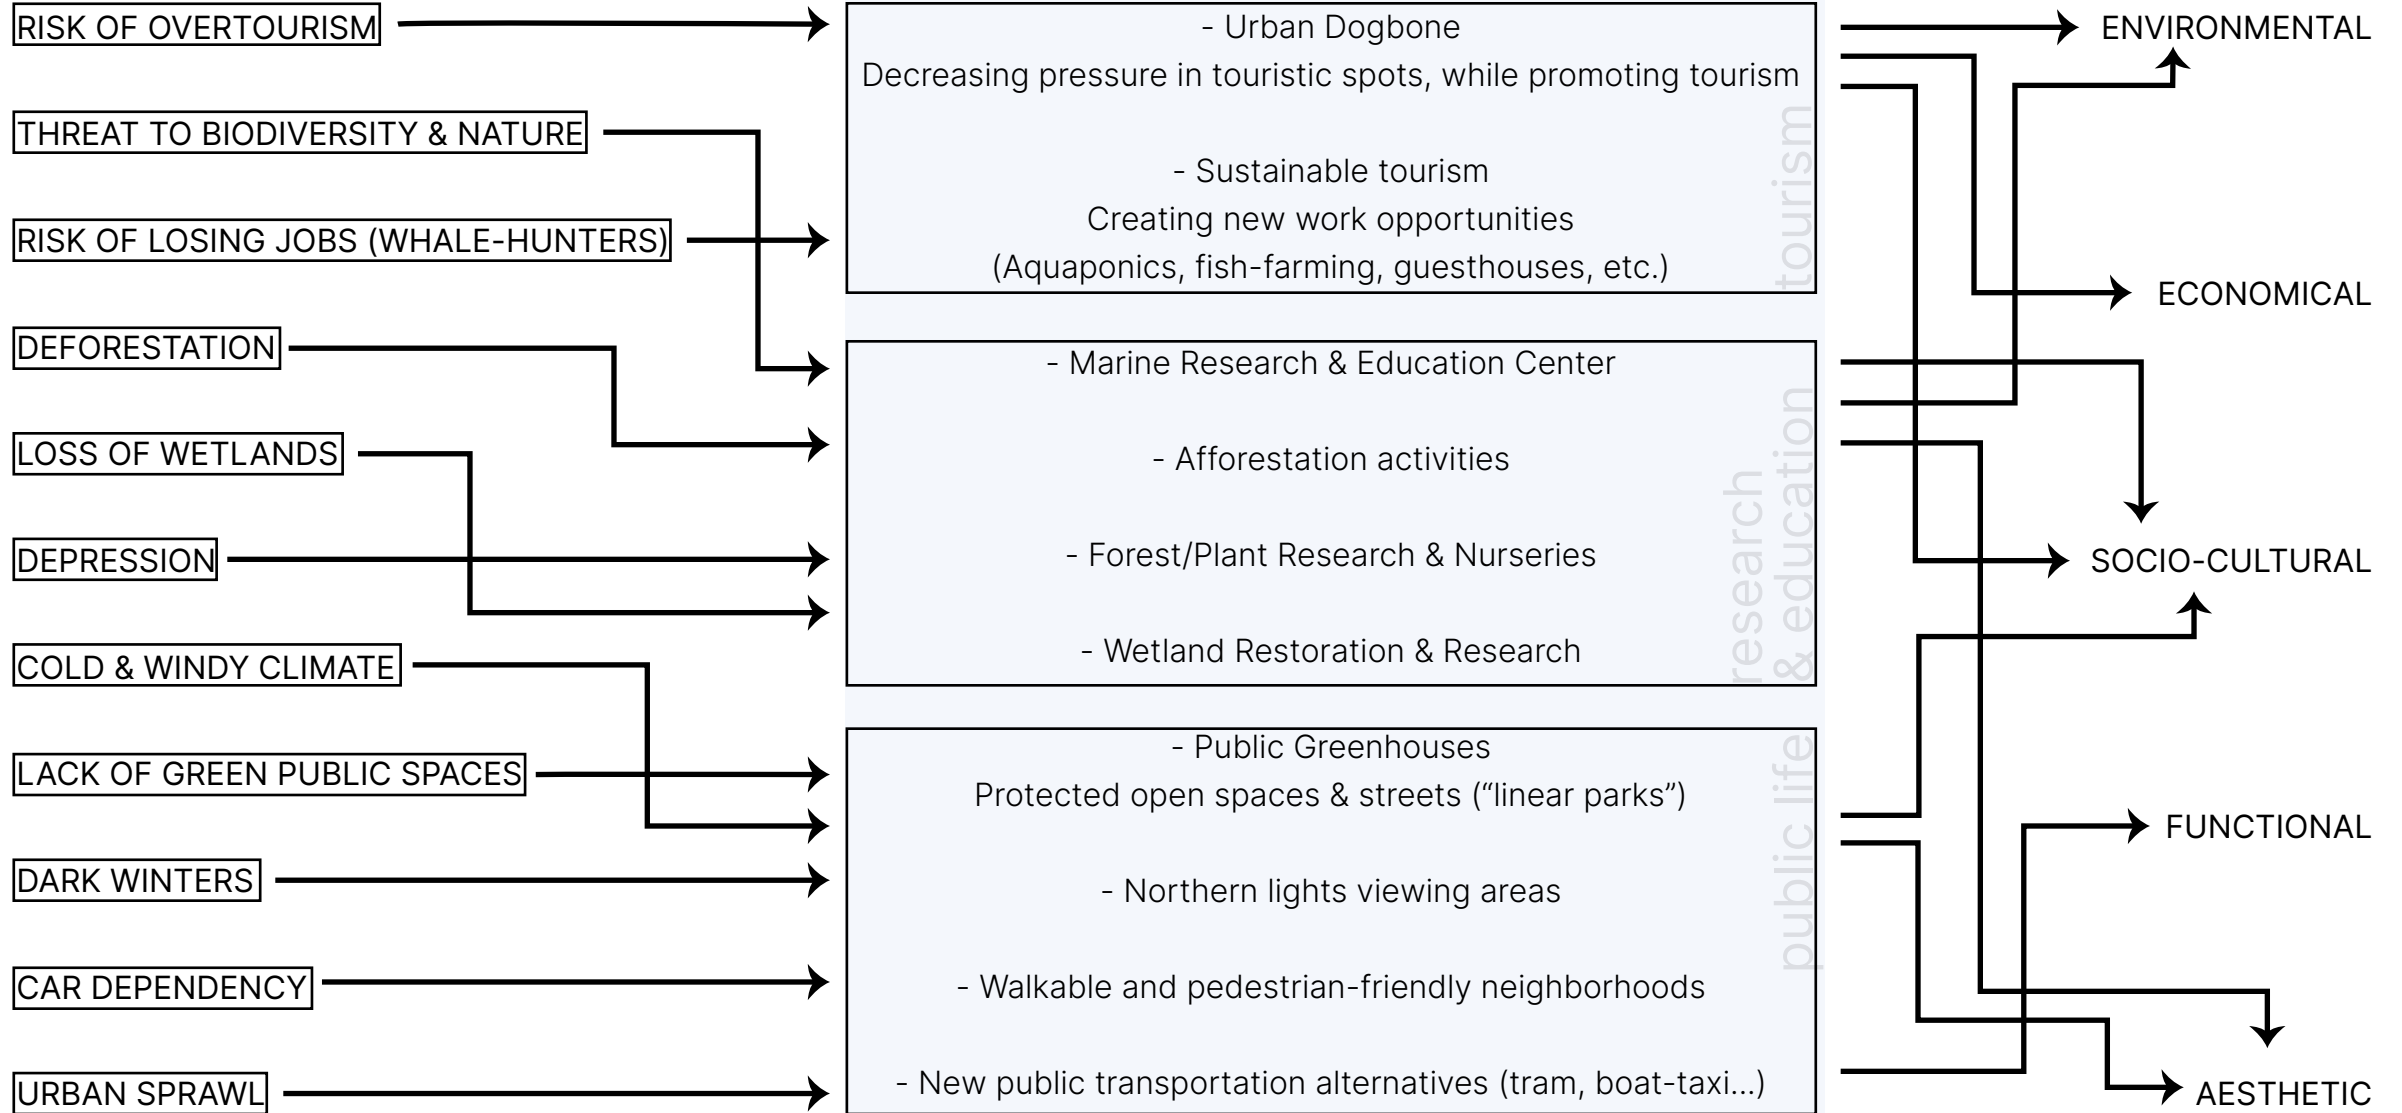 RISK OF OVERTOURISM
THREAT TO BIODIVERSITY & NATURE
RISK OF LOSING JOBS (WHALE-HUNTERS)
DEFORESTATION
LOSS OF WETLANDS
DEPRESSION
COLD & WINDY CLIMATE
LACK OF GREEN PUBLIC SPACES
DARK WINTERS
CAR DEPENDENCY
URBAN SPRAWL
- Urban Dogbone
Decreasing pressure in touristic spots, while promoting tourism
- Sustainable tourism
Creating new work opportunities
(Aquaponics, fish-farming, guesthouses, etc.)
tourism
- Marine Research & Education Center
- Afforestation activities
- Forest/Plant Research & Nurseries
- Wetland Restoration & Research
research
& education
- Public Greenhouses
Protected open spaces & streets (“linear parks”)
- Northern lights viewing areas
- Walkable and pedestrian-friendly neighborhoods
- New public transportation alternatives (tram, boat-taxi...)
public life
ENVIRONMENTAL
ECONOMICAL
SOCIO-CULTURAL
FUNCTIONAL
AESTHETIC